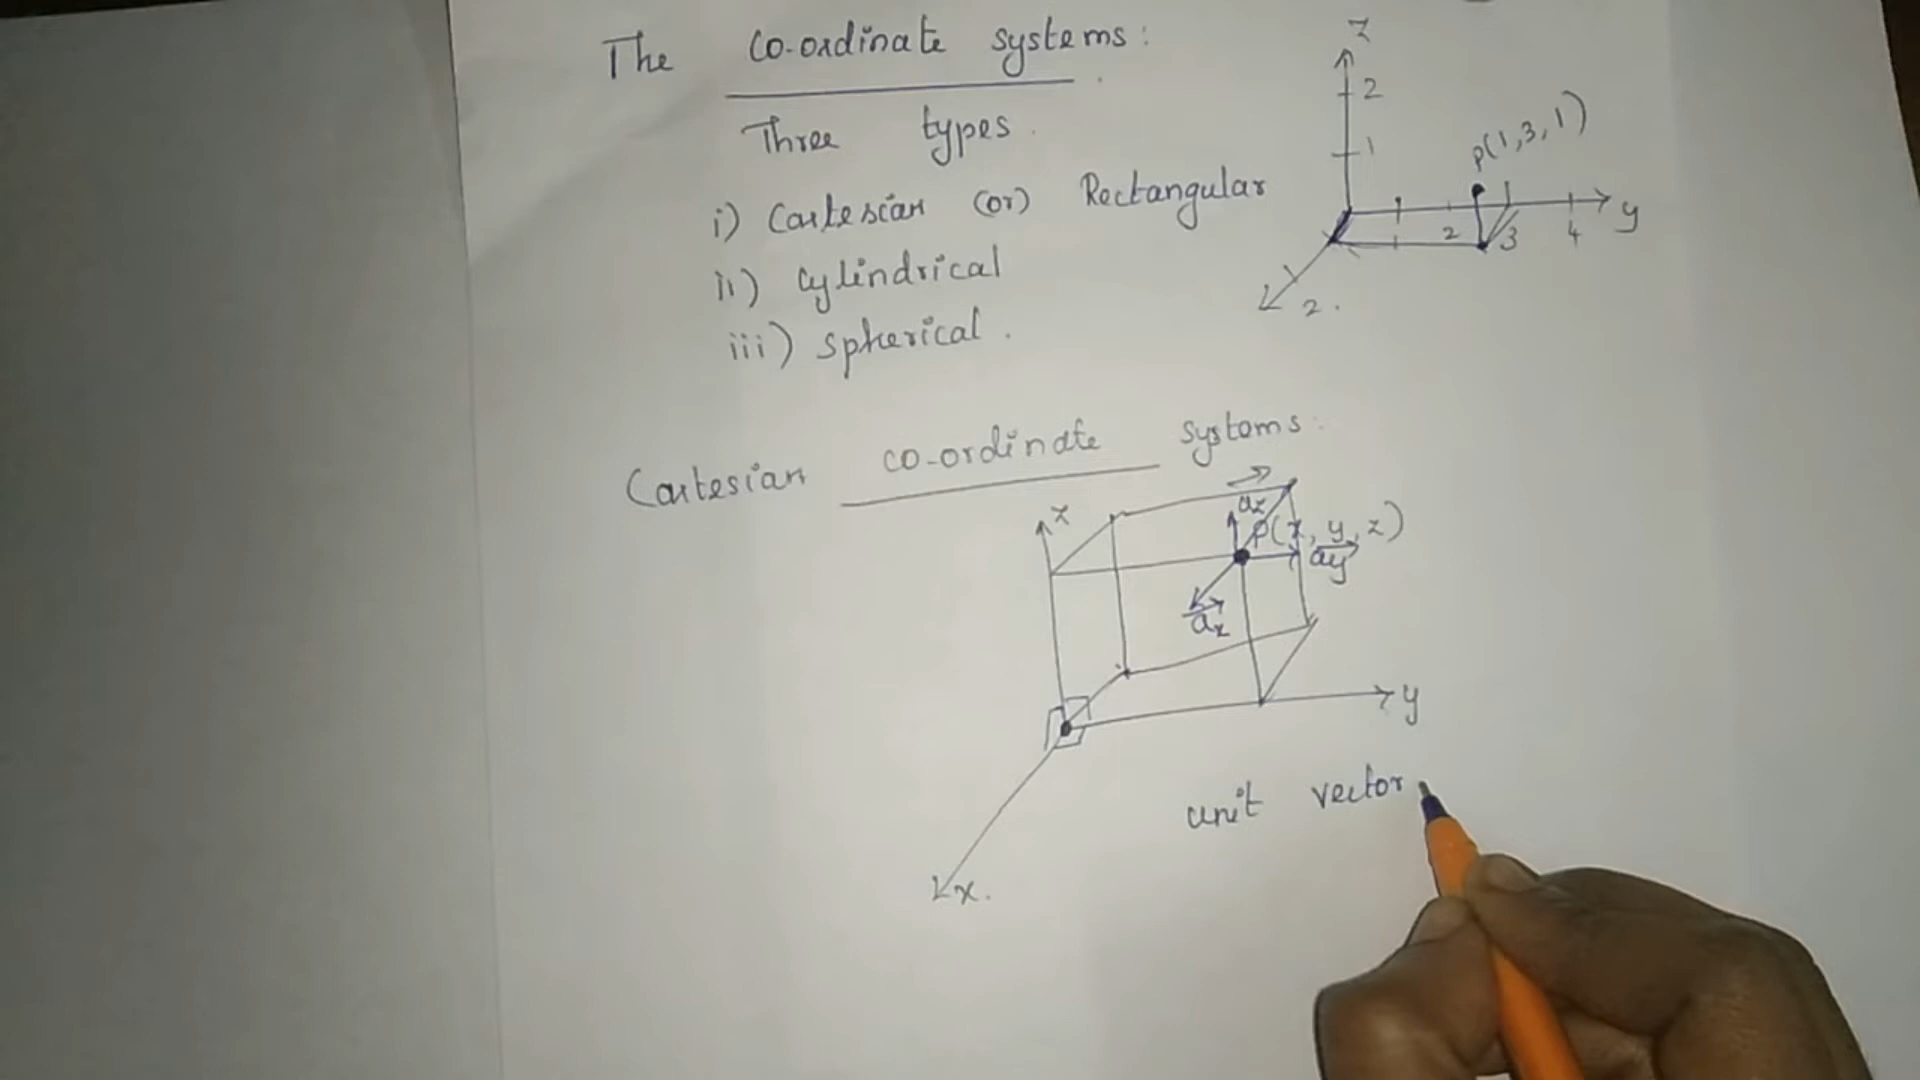 The co-ordinate systems:
Three types.
i) Cartesian (or) Rectangular
ii) cylindrical
iii) spherical.
z
2
1
P(1,3,1)
2 3 4 y
2.
Cartesian co-ordinate systems:
z
az
P(x, y, z)
ay
ax
y
x.
unit vector